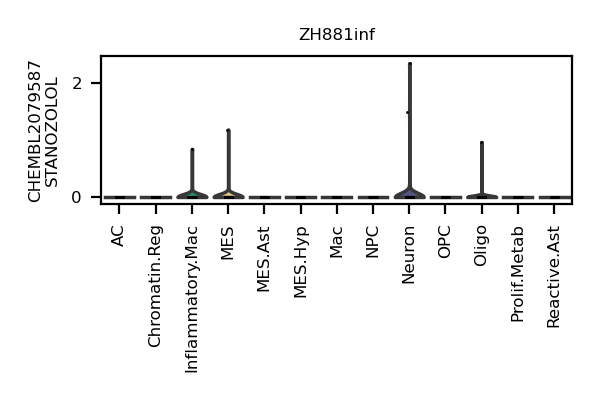 ZH881inf
CHEMBL2079587
STANOZOLOL
2
0
AC
Chromatin.Reg
Inflammatory.Mac
MES
MES.Ast
MES.Hyp
Mac
NPC
Neuron
OPC
Oligo
Prolif.Metab
Reactive.Ast